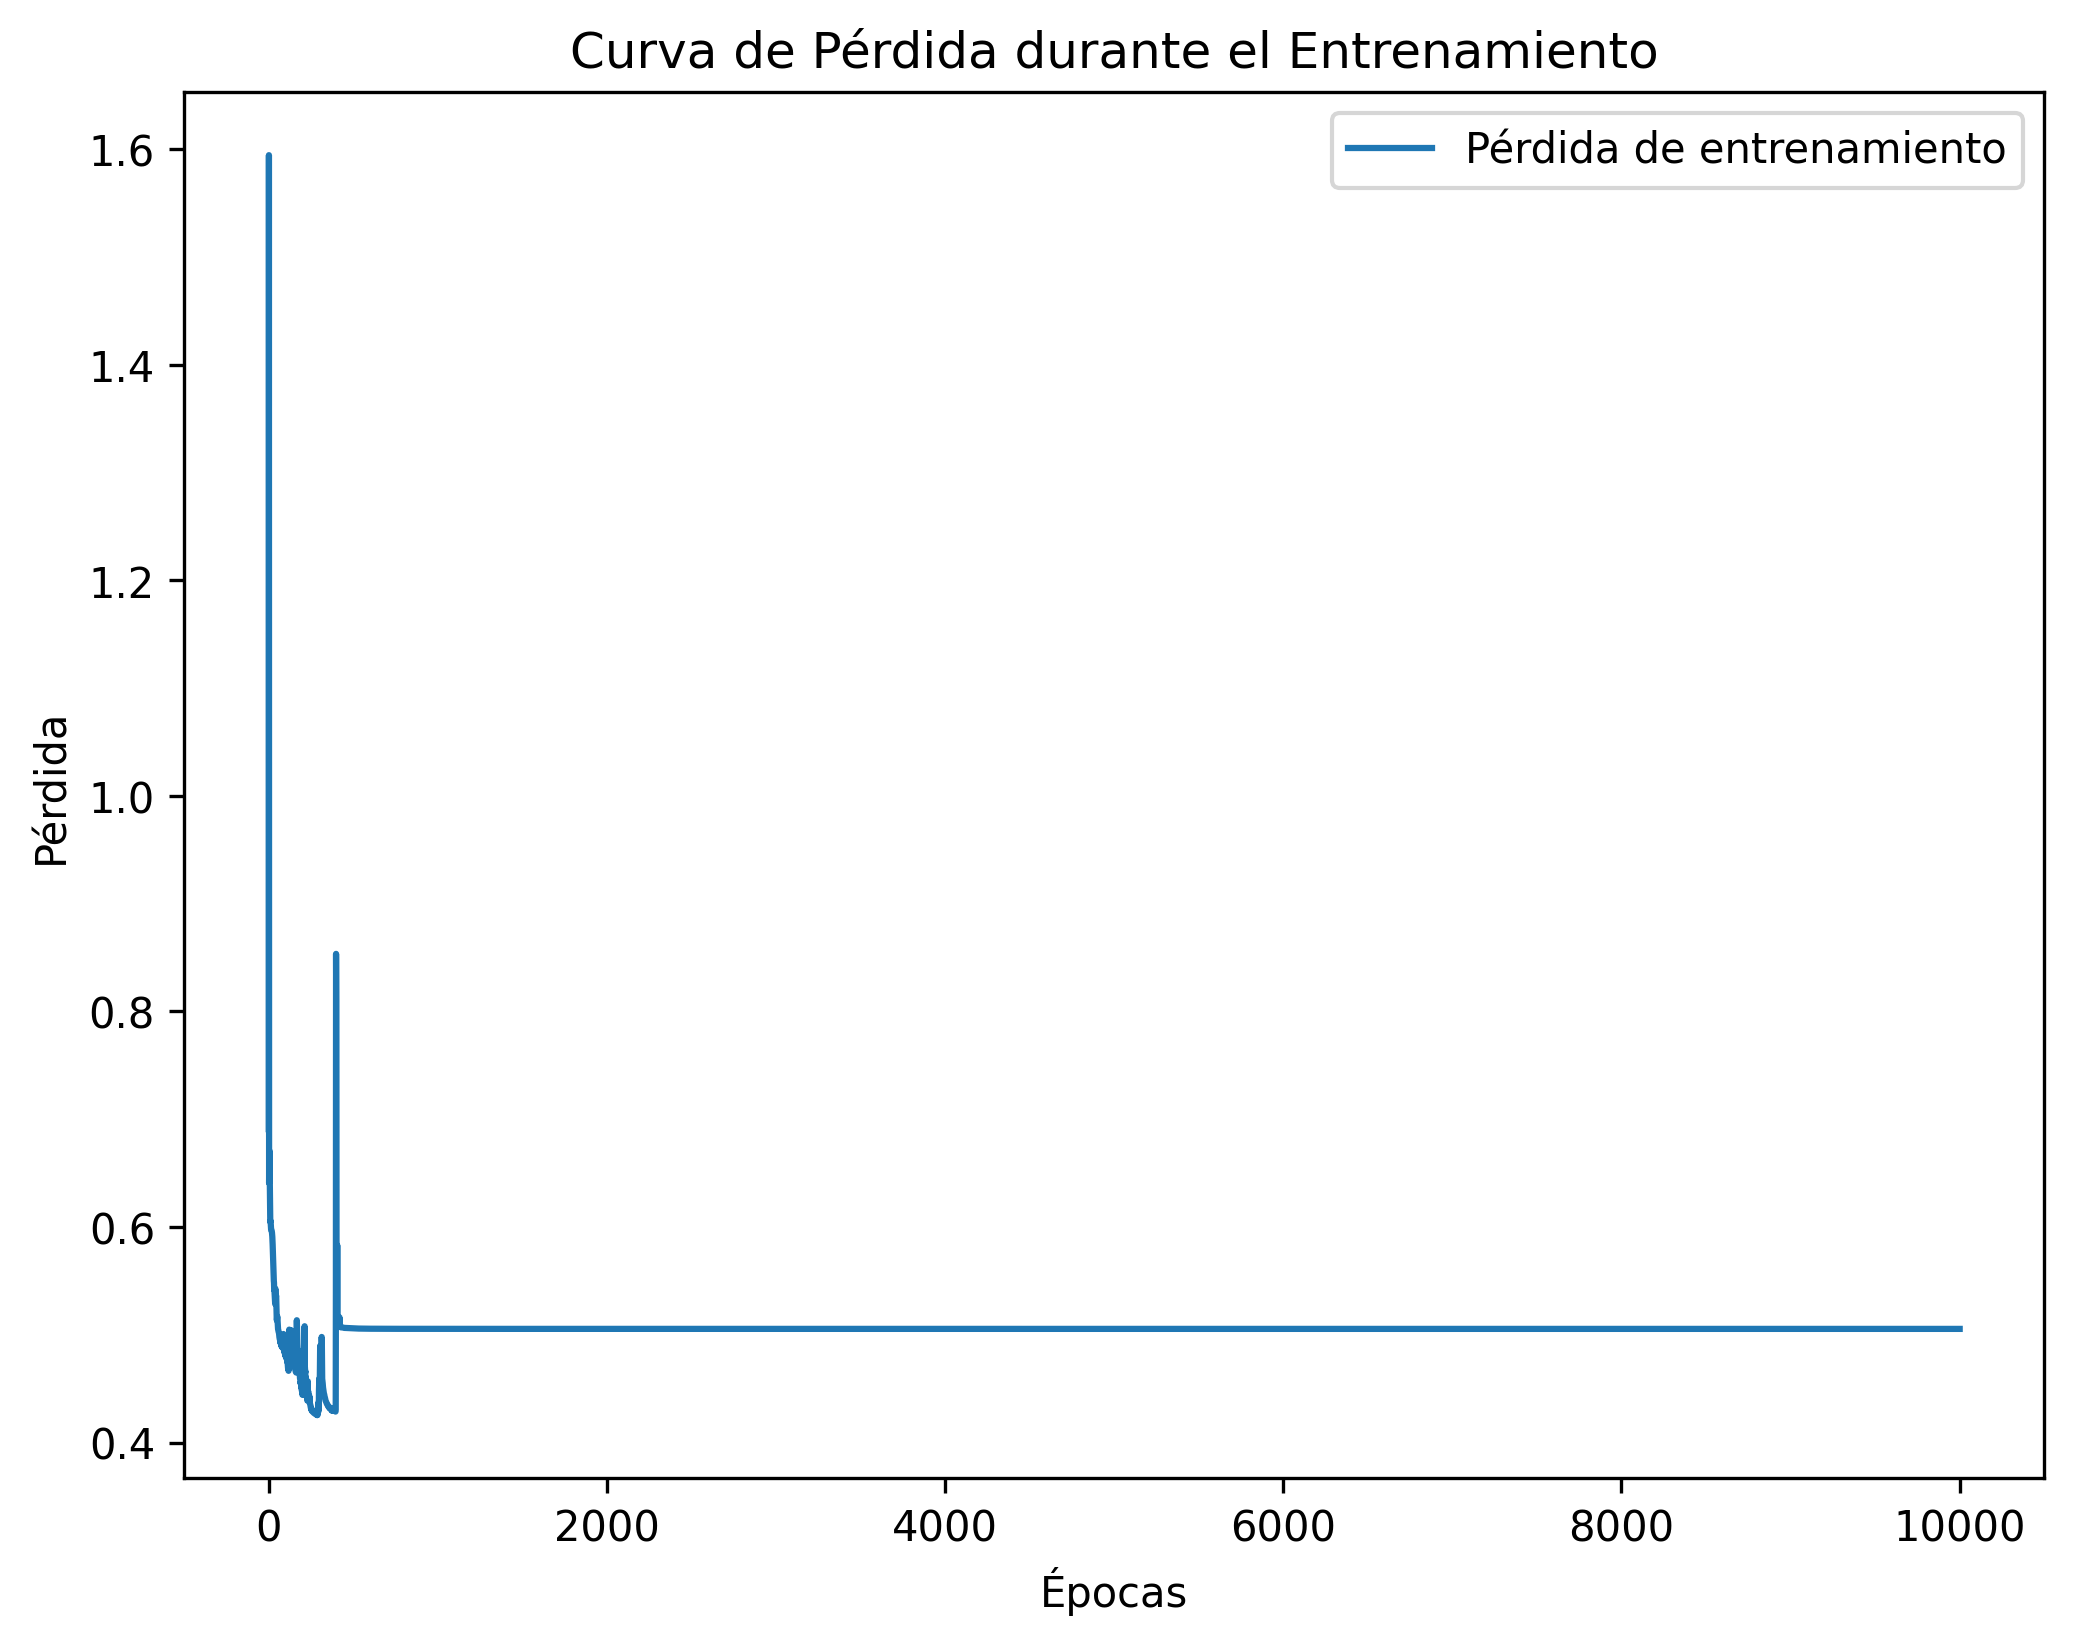 Curva de Pérdida durante el Entrenamiento
Pérdida de entrenamiento
1.6
1.4
1.2
1.0
0.8
0.6
0.4
Pérdida
0 2000 4000 6000 8000 10000
Épocas